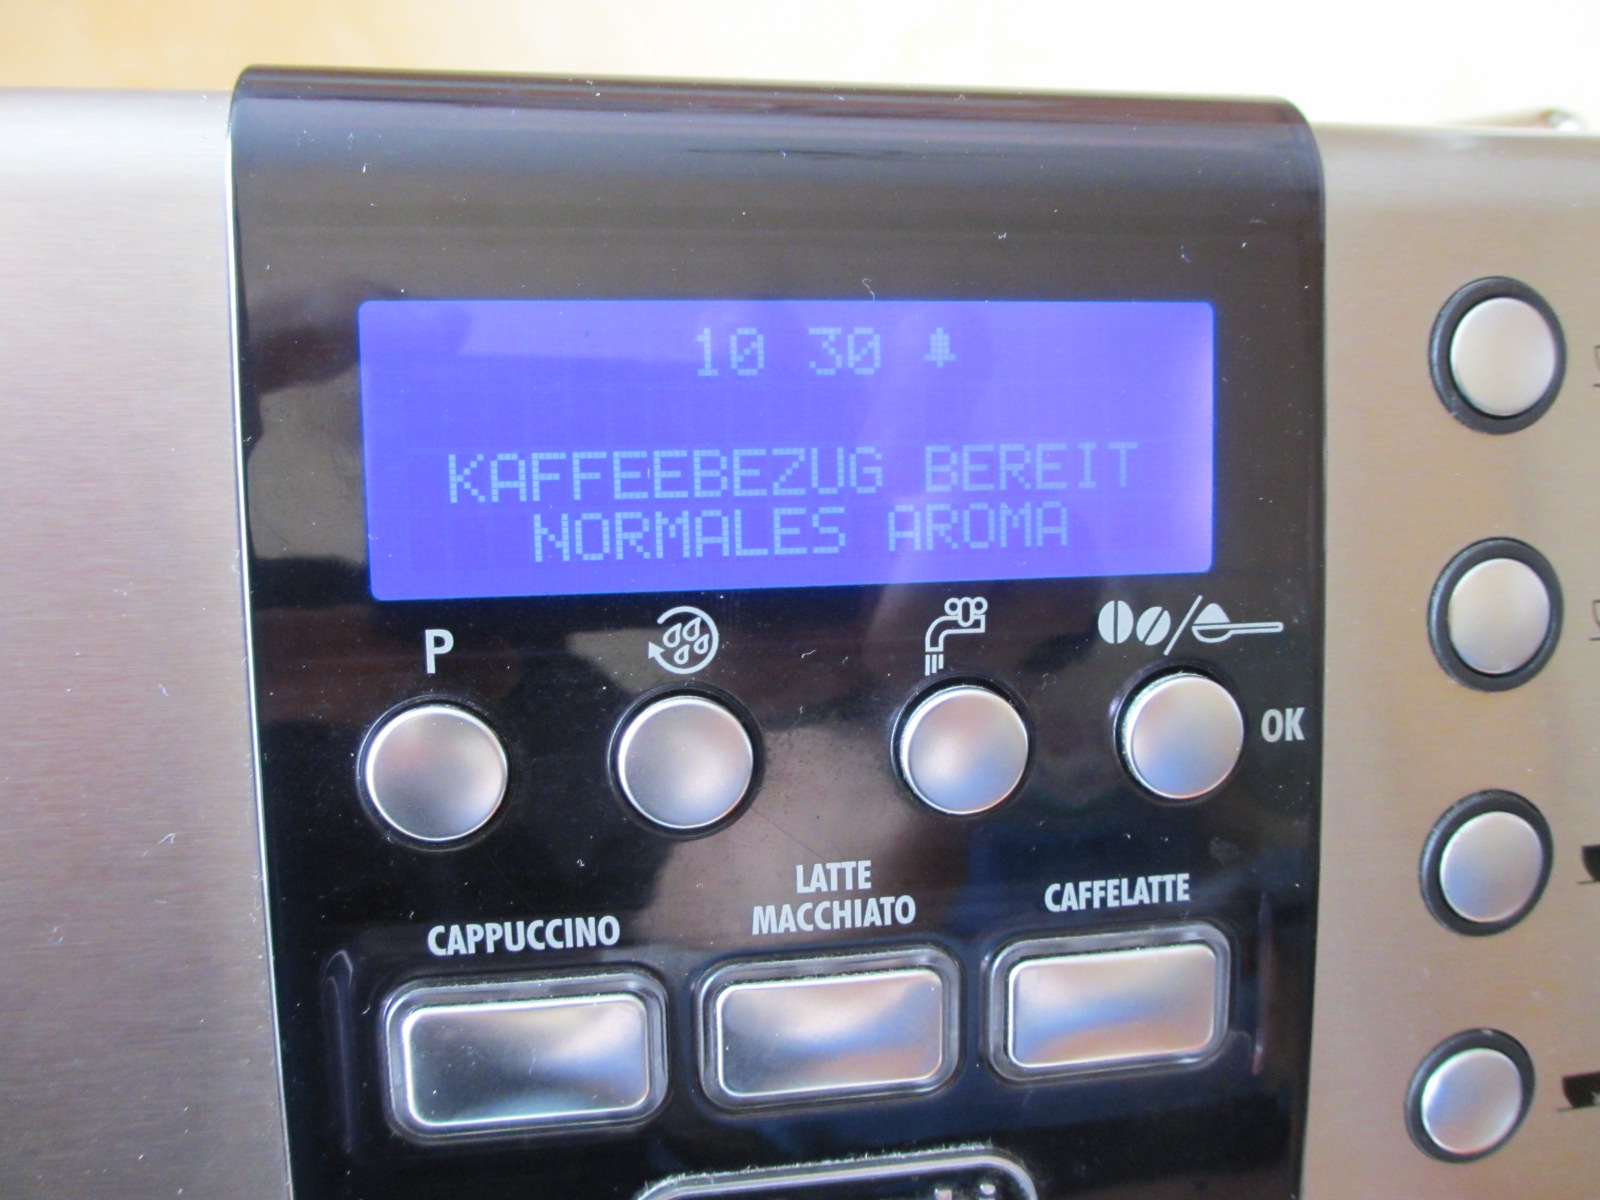 10 30
KAFFEEBEZUG BEREIT
NORMALES AROMA
P
OK
CAPPUCCINO
LATTE
MACCHIATO
CAFFELATTE